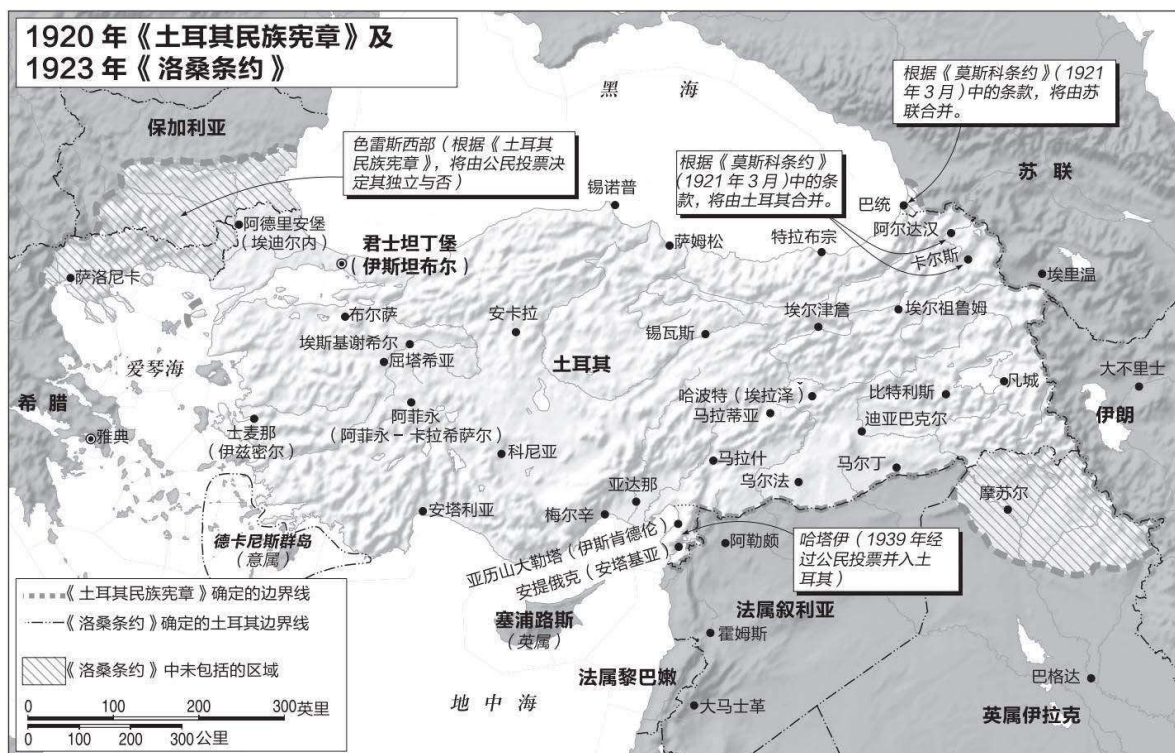 1920 年《土耳其民族宪章》及
1923 年《洛桑条约》
黑 海
根据《莫斯科条约》(1921
年 3 月)中的条款，将由苏
联合并。
保加利亚
色雷斯西部（根据《土耳其
民族宪章》，将由公民投票决
定其独立与否）
根据《莫斯科条约》
(1921 年 3 月)中的条
款，将由土耳其合并。
苏 联
锡诺普
巴统
阿德里安堡
（埃迪尔内）
阿尔达汉
君士坦丁堡
（伊斯坦布尔）
萨姆松
特拉布宗
卡尔斯
萨洛尼卡
埃里温
布尔萨
安卡拉
埃尔津詹
埃尔祖鲁姆
埃斯基谢希尔
锡瓦斯
屈塔希亚
土耳其
爱琴海
大不里士
希 腊
哈波特（埃拉泽）
比特利斯
凡城
阿菲永
（阿菲永－卡拉希萨尔）
马拉蒂亚
迪亚巴克尔
伊朗
雅典
士麦那
（伊兹密尔）
科尼亚
马拉什
马尔丁
乌尔法
亚达那
摩苏尔
安塔利亚
梅尔辛
德卡尼斯群岛
（意属）
亚历山大勒塔（伊斯肯德伦）
安提俄克（安塔基亚）
阿勒颇
哈塔伊（1939 年经
过公民投票并入土
耳其）
《土耳其民族宪章》确定的边界线
《洛桑条约》确定的土耳其边界线
《洛桑条约》中未包括的区域
塞浦路斯
（英属）
法属叙利亚
霍姆斯
法属黎巴嫩
巴格达
地 中 海
大马士革
英属伊拉克
0 100 200 300英里
0 100 200 300公里